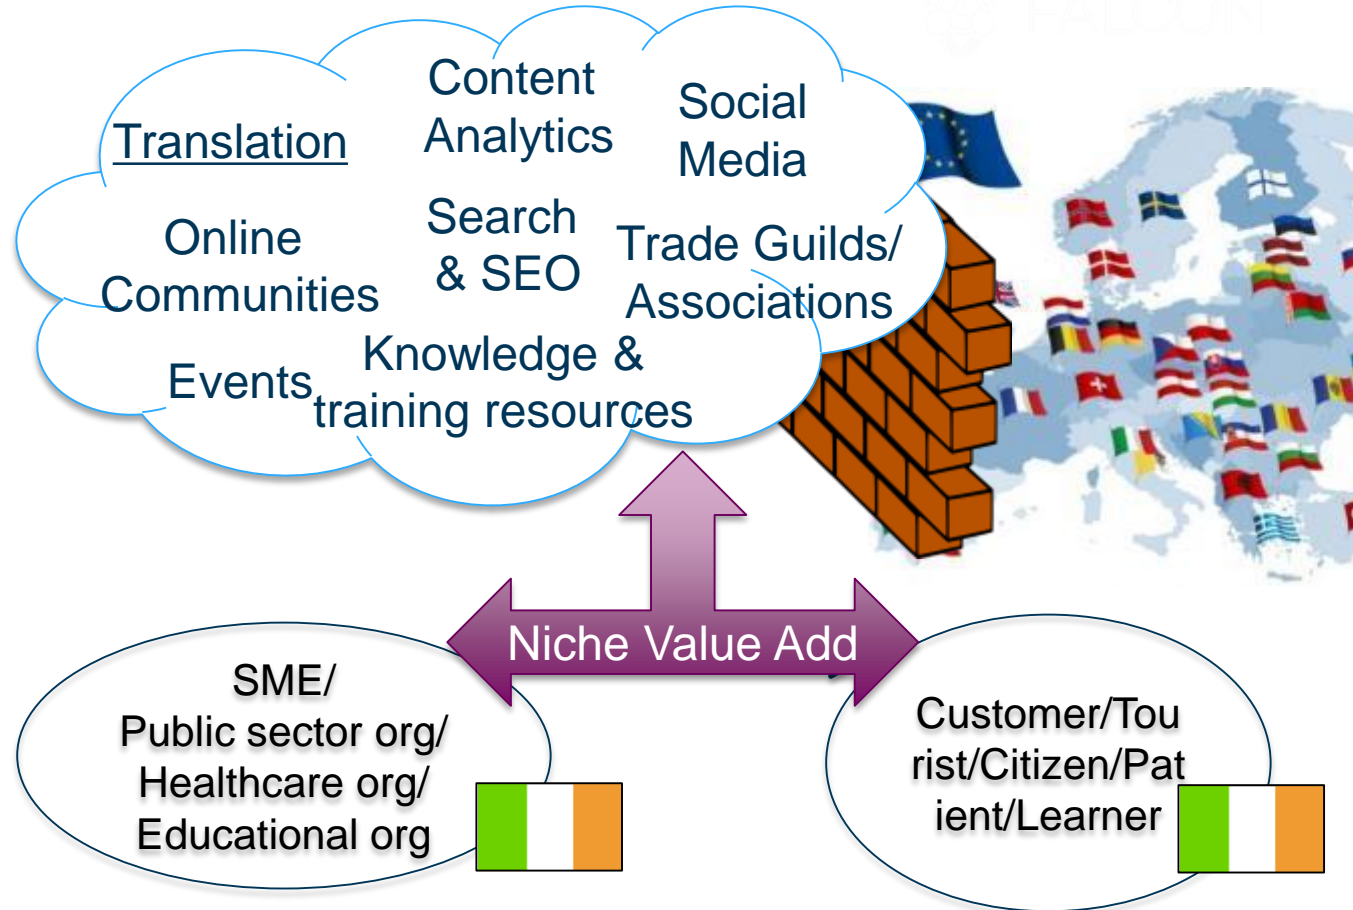 FALCON
Content
Analytics
Social
Media
Translation
Search
& SEO
Online
Communities
Trade Guilds/
Associations
Events
Knowledge &
training resources
Niche Value Add
SME/
Public sector org/
Healthcare org/
Educational org
Customer/Tou
rist/Citizen/Pat
ient/Learner